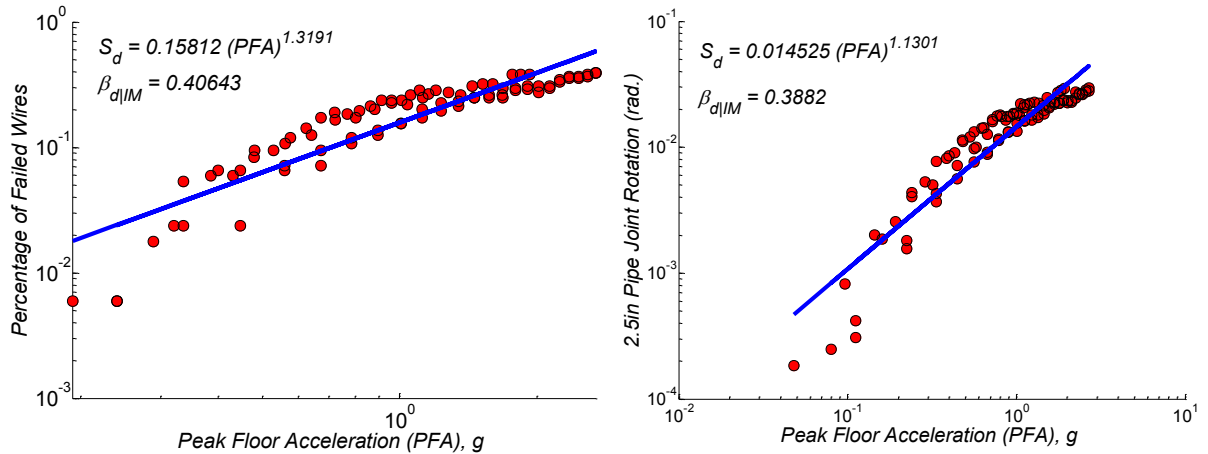 10^0
S_d = 0.15812 (PFA)^1.3191
β_d|IM = 0.40643
10^-1
10^-2
10^-3
Percentage of Failed Wires
10^0
Peak Floor Acceleration (PFA), g
10^0
S_d = 0.014525 (PFA)^1.1301
β_d|IM = 0.3882
10^-1
10^-2
10^-3
10^-4
2.5in Pipe Joint Rotation (rad.)
10^-2 10^-1 10^0 10^1
Peak Floor Acceleration (PFA), g